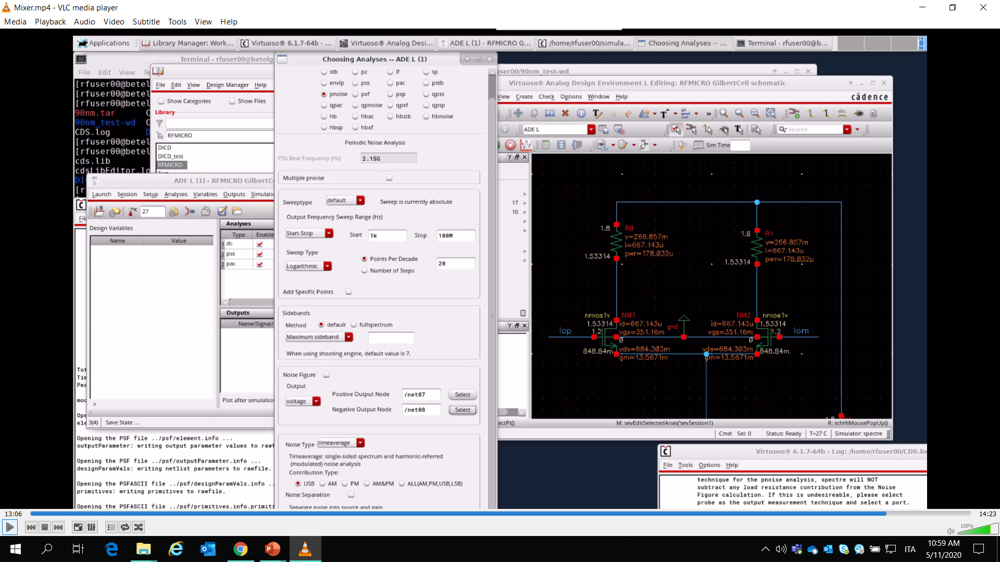 Mixer.mp4 - VLC media player
Media Playback Audio Video Subtitle Tools View Help
Applications
Library Manager: Work...
Virtuoso® 6.1.7-64b - ...
Virtuoso® Analog Desi...
ADE L (1) - RFMICRO G...
/home/rfuser00/simula...
Choosing Analyses -- ...
Terminal - rfuser00@b...
Terminal - rfuser00@betelg
File Edit View Te
[rfuser00@betel
[rfuser00@betel
[rfuser00@betel
90nm.tar C
90nm_test-wd C
CDS.log
[rfuser00@betel
[rfuser00@betel
cds.lib
cdsLibEditor.lo
File Edit View Design Manager Help
Show Categories Show Files
Library
RFMICRO
DICD
DICD_test
RFMICRO
ADE L (1) - RFMICRO GilbertCe
Launch Session Setup Analyses Variables Outputs Simulatio
27
Design Variables
Name Value
Analyses
Type Enable
1 dc
2 pss
3 pac
Outputs
Name/Signal/
Plot after simulation
>
3(4) Save State ...
Tot
Tim
Pea
mod
Ope
ele
Opening the PSF file ../psf/element.info ...
outputParameter: writing output parameter values to rawf
Opening the PSF file ../psf/outputParameter.info ...
designParamVals: writing netlist parameters to rawfile.
Opening the PSFASCII file ../psf/designParamVals.info ..
primitives: writing primitives to rawfile.
Opening the PSFASCII file ../psf/primitives.info.primiti
Choosing Analyses -- ADE L (1)
stb pz lf sp
envlp pss pac pstb
pnoise pxf psp qpss
qpac qpnoise qpxf qpsp
hb hbac hbstb hbnoise
hbsp hbxf
Periodic Noise Analysis
PSS Beat Frequency (Hz) 2.15G
Multiple pnoise
Sweeptype default Sweep is currently absolute
Output Frequency Sweep Range (Hz)
Start-Stop Start 1k Stop 100M
Sweep Type
Logarithmic
Points Per Decade
Number of Steps
20
Add Specific Points
Sidebands
Method default fullspectrum
Maximum sideband
When using shooting engine, default value is 7.
Noise Figure
Output
voltage
Positive Output Node /net07 Select
Negative Output Node /net08 Select
Noise Type timeaverage
Timeaverage: single-sided spectrum and harmonic-referred
(modulated) noise analysis
Contribution Type:
USB AM PM AM&PM ALL(AM,PM,USB,LSB)
Noise Separation
Separate noise into source and gain
user00/90nm_test-wd
Virtuoso® Analog Design Environment L Editing: RFMICRO GilbertCell schematic
View Create Check Options Window Help
cādence
ADE L
Search
Sim Time
17
10
1.8
R0
v=266.857m
i=667.143u
pwr=178.032u
1.53314
1.8
R1
v=266.857m
i=667.143u
pwr=178.032u
1.53314
nmos1v NM1
1.53314 id=667.143u
1.2 vgs=351.16m
0
848.84m vds=684.303m
gm=13.5671m
lop
gnd
NM2 nmos1v
id=667.143u 1.53314
vgs=351.16m 1.2
0
vds=684.303m 848.84m
gm=13.5671m
lom
ectPt() M: sevEditSelectedAnas('sevSession1) R: schHiMousePopUp()
Cmd: Sel: 0 Status: Ready T=27 C Simulator: spectre
Virtuoso® 6.1.7-64b - Log: /home/rfuser00/CDS.lo
File Tools Options Help
technique for the pnoise analysis, spectre will NOT
subtract any load resistance contribution from the Noise
Figure calculation. If this is undesireable, please select
probe as the output measurement technique and select a port.
13:06 14:23
100%
ITA
10:59 AM
5/11/2020